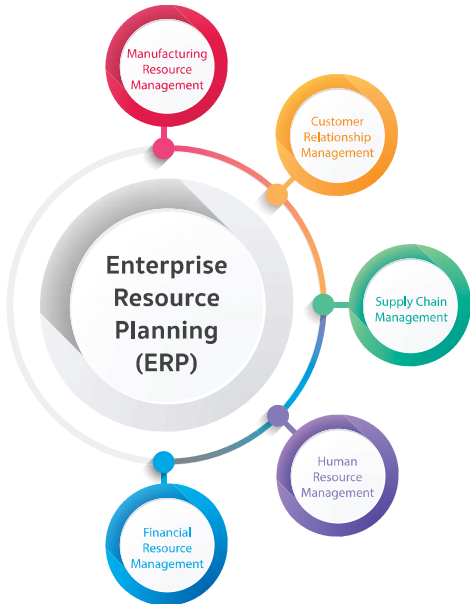 Manufacturing
Resource
Management
Customer
Relationship
Management
Enterprise
Resource
Planning
(ERP)
Supply Chain
Management
Human
Resource
Management
Financial
Resource
Management